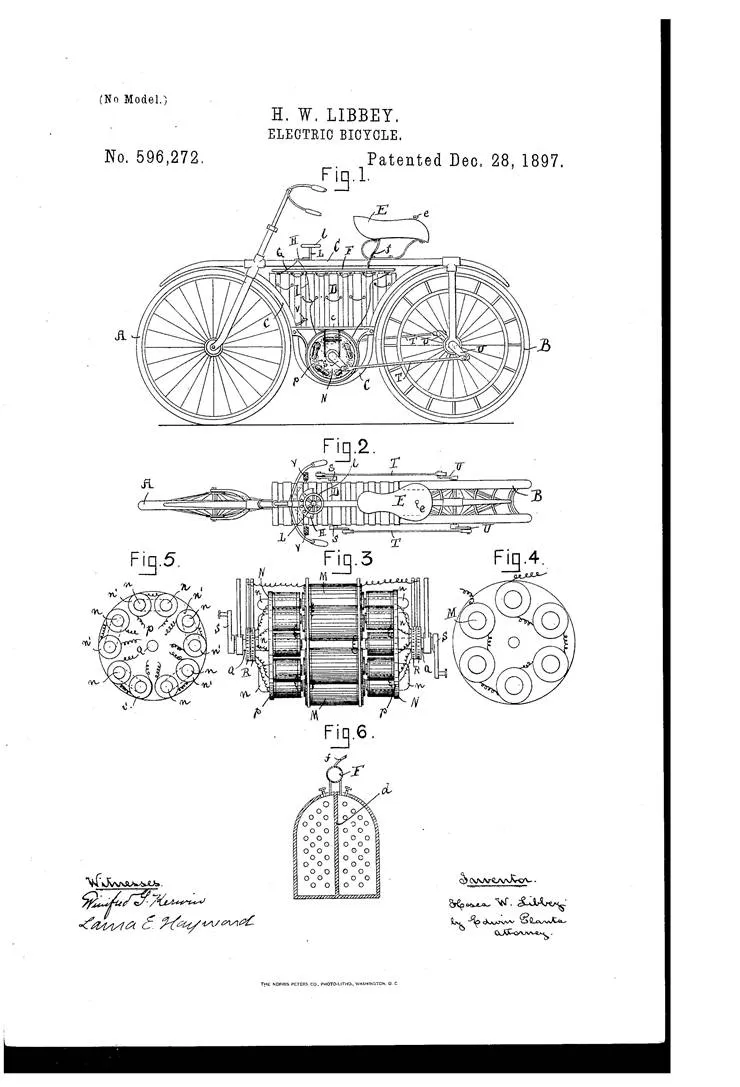 (No Model.)
H. W. LIBBEY.
ELECTRIC BICYCLE.
No. 596,272.
Patented Dec. 28, 1897.
Fig.1.
E
e
l
H
L
C
F
f
G
I
D
V
c
C
A
B
T
U
U
P
N
C
T
Fig.2.
V
S
l
T
U
A
E
e
B
L
H
V
S
T
U
Fig.5.
Fig.3
Fig.4.
n
n'
n
n'
n
n
n'
P
Q
n'
n
n'
n
n
N
M
n
n
S
Q
R
n
P
M
P
N
n
R
Q
S
M
Fig.6.
f
F
d
Witnesses.
Winifred G. Kerwin
Laura E. Hayward
Inventor.
Hosea W. Libbey
by Edwin Planta
attorney.
THE NORRIS PETERS CO., PHOTO-LITHO., WASHINGTON, D. C.